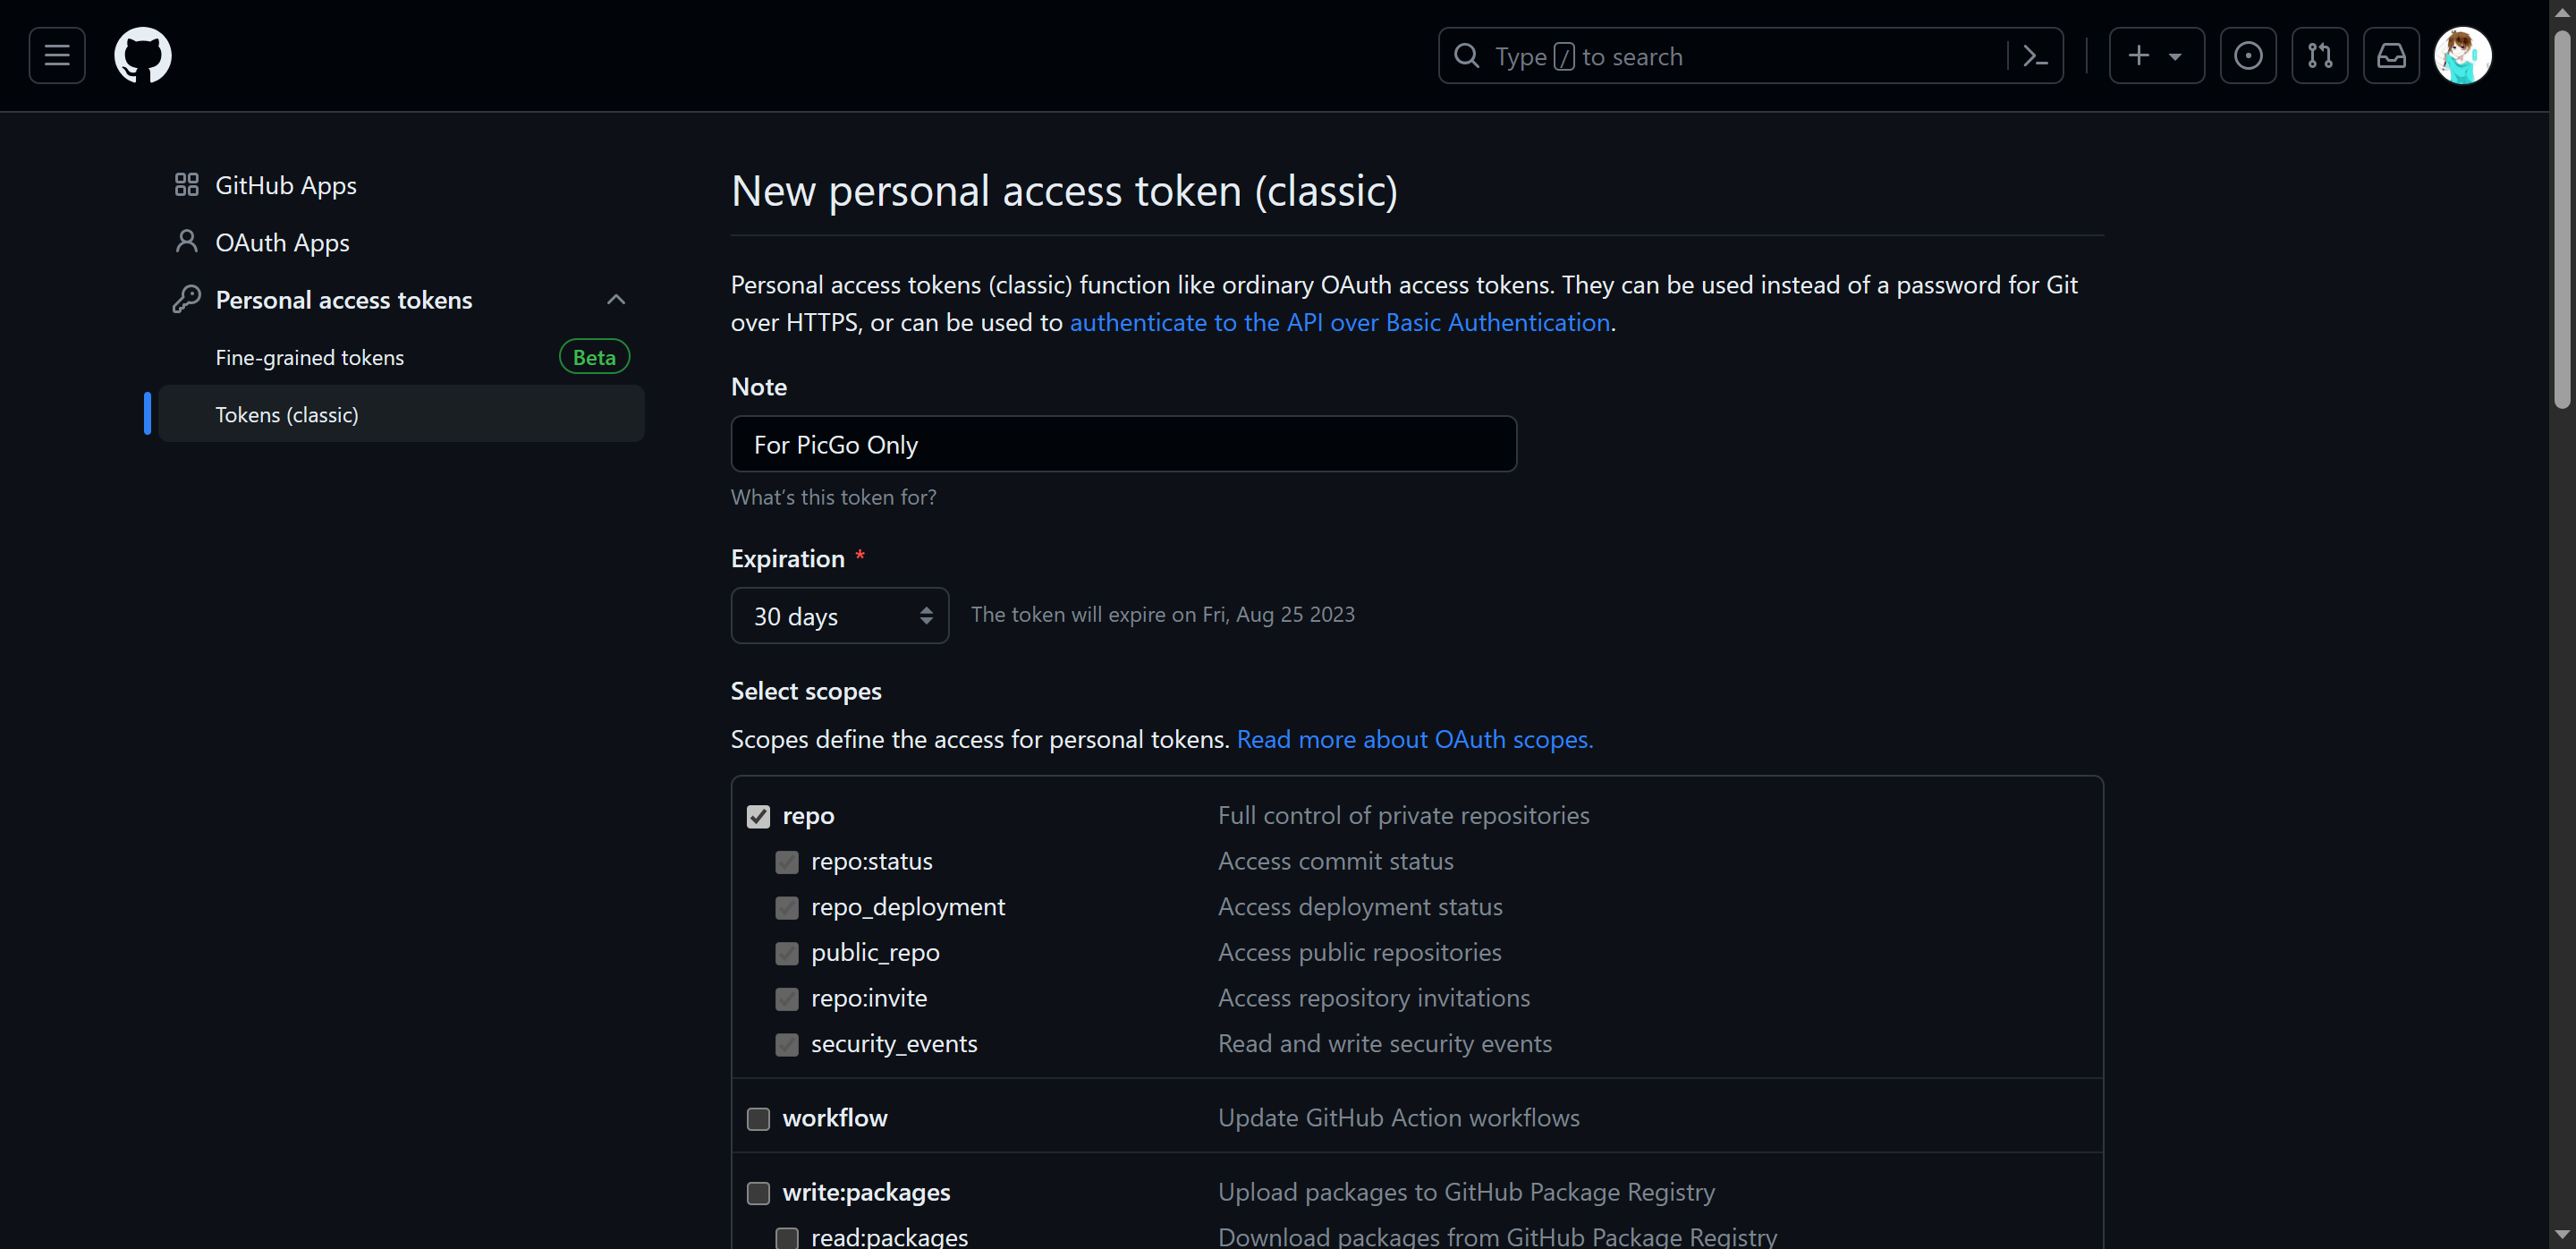 Type / to search
GitHub Apps
OAuth Apps
Personal access tokens
Fine-grained tokens Beta
Tokens (classic)
New personal access token (classic)
Personal access tokens (classic) function like ordinary OAuth access tokens. They can be used instead of a password for Git
over HTTPS, or can be used to authenticate to the API over Basic Authentication.
Note
For PicGo Only
What's this token for?
Expiration *
30 days The token will expire on Fri, Aug 25 2023
Select scopes
Scopes define the access for personal tokens. Read more about OAuth scopes.
repo Full control of private repositories
repo:status Access commit status
repo_deployment Access deployment status
public_repo Access public repositories
repo:invite Access repository invitations
security_events Read and write security events
workflow Update GitHub Action workflows
write:packages Upload packages to GitHub Package Registry
read:packages Download packages from GitHub Package Registry